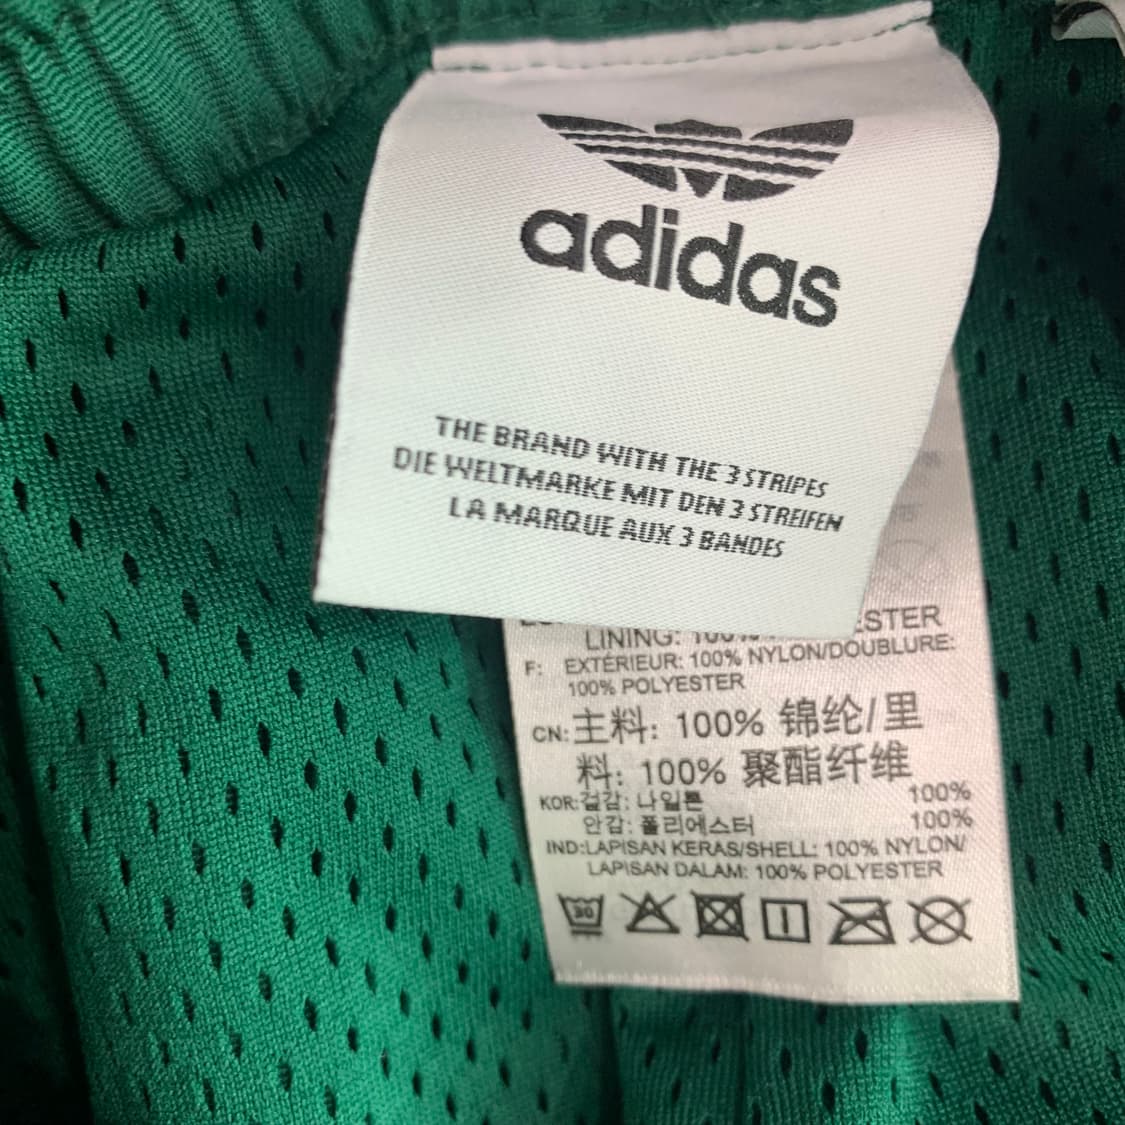 adidas
THE BRAND WITH THE 3 STRIPES
DIE WELTMARKE MIT DEN 3 STREIFEN
LA MARQUE AUX 3 BANDES
LINING: 100%
F: EXTÉRIEUR: 100% NYLON/DOUBLURE:
100% POLYESTER
CN: 主料: 100% 锦纶/里
料: 100% 聚酯纤维
KOR: 겉감: 나일론 100%
안감: 폴리에스터 100%
IND:LAPISAN KERAS/SHELL: 100% NYLON/
LAPISAN DALAM: 100% POLYESTER
30